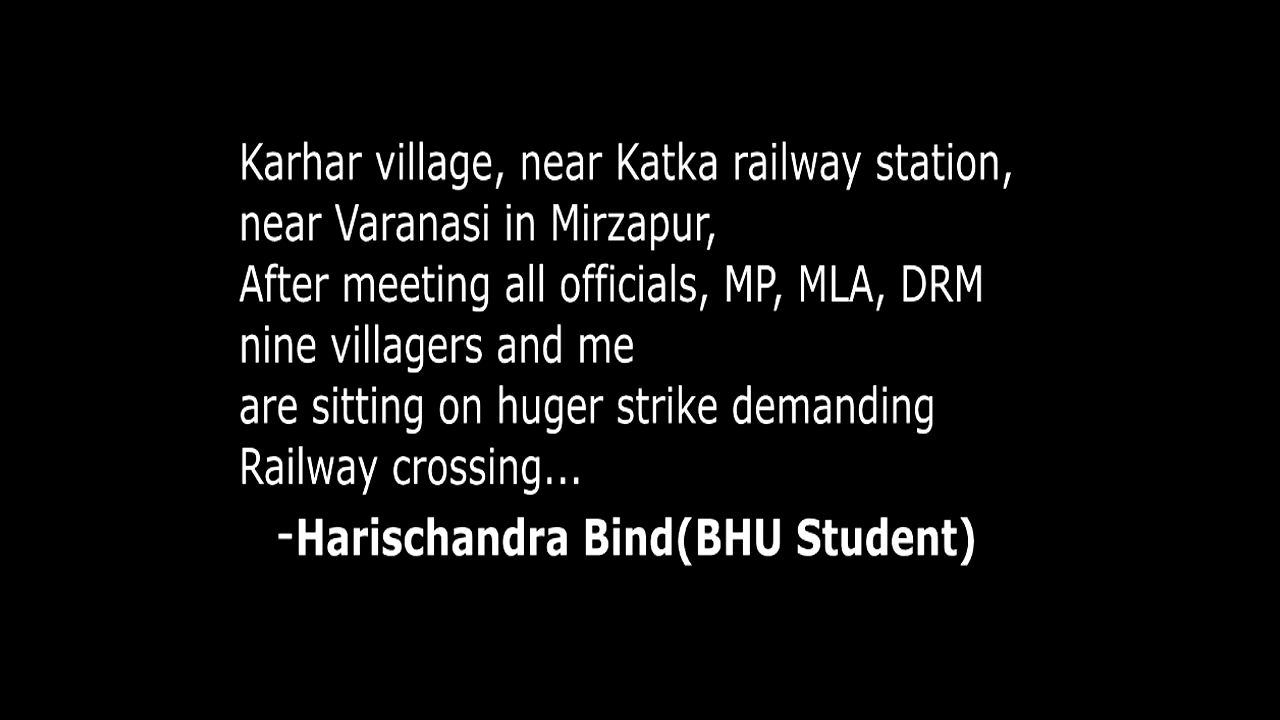 Karhar village, near Katka railway station,
near Varanasi in Mirzapur,
After meeting all officials, MP, MLA, DRM
nine villagers and me
are sitting on huger strike demanding
Railway crossing...
-Harischandra Bind(BHU Student)